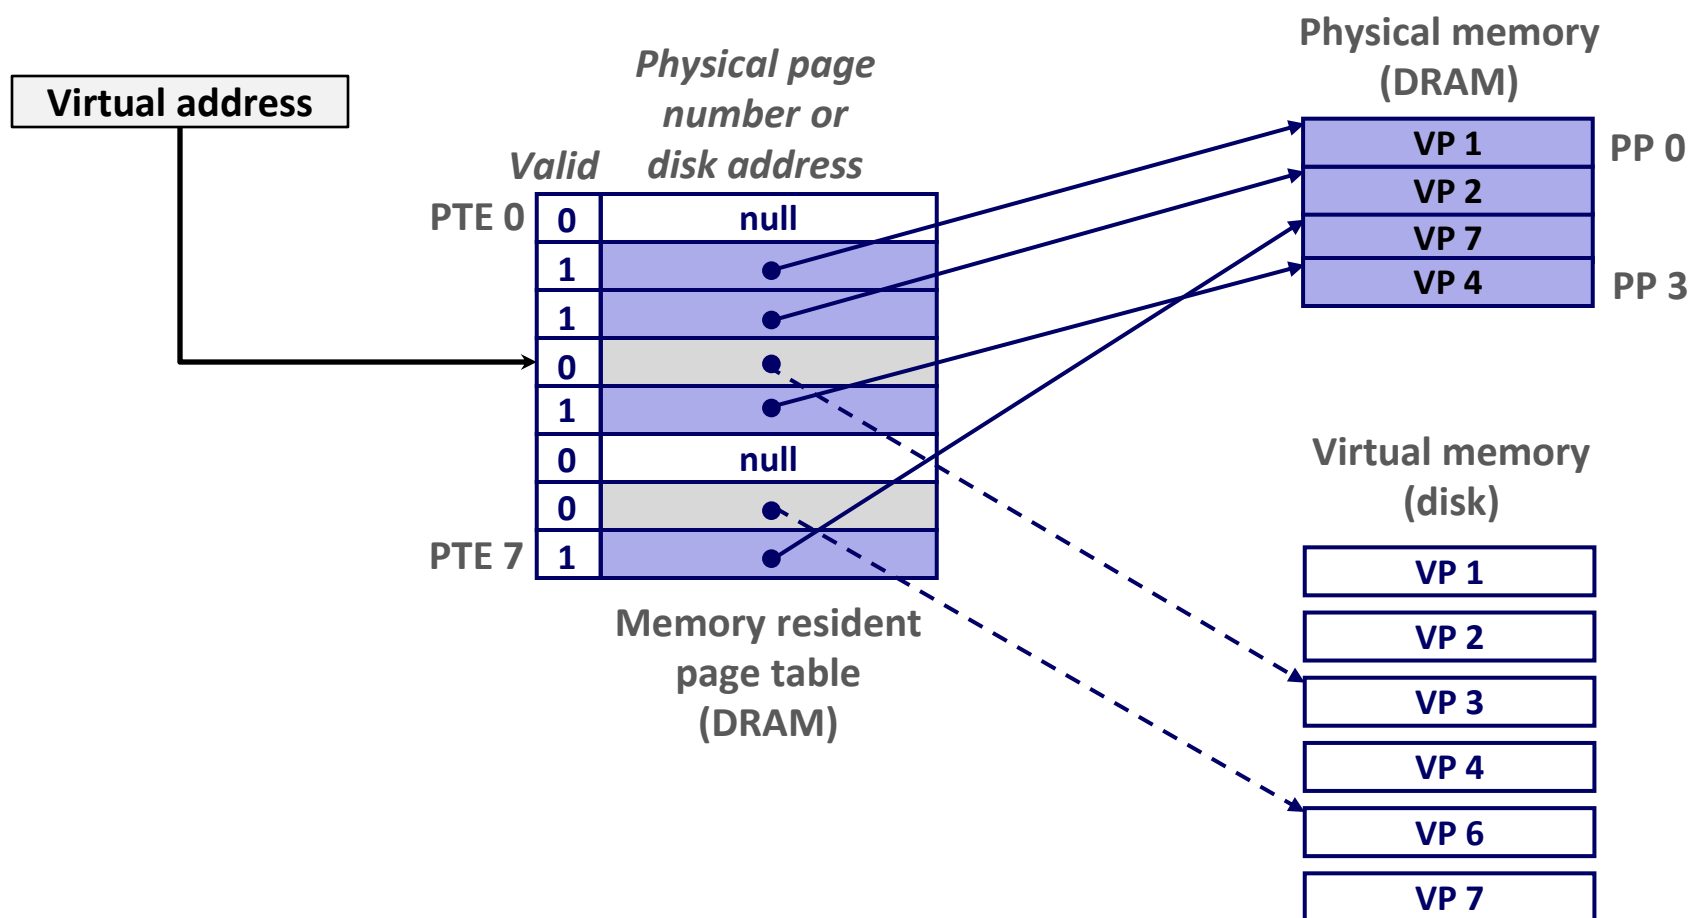 Virtual address
Physical page
number or
disk address
Valid
PTE 0
0 null
1
1
0
1
0 null
0
PTE 7 1
Memory resident
page table
(DRAM)
Physical memory
(DRAM)
VP 1 PP 0
VP 2
VP 7
VP 4 PP 3
Virtual memory
(disk)
VP 1
VP 2
VP 3
VP 4
VP 6
VP 7